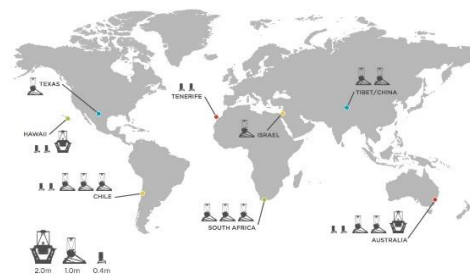 TEXAS
TENERIFE
TIBET/CHINA
HAWAII
ISRAEL
CHILE
SOUTH AFRICA
AUSTRALIA
2.0m 1.0m 0.4m